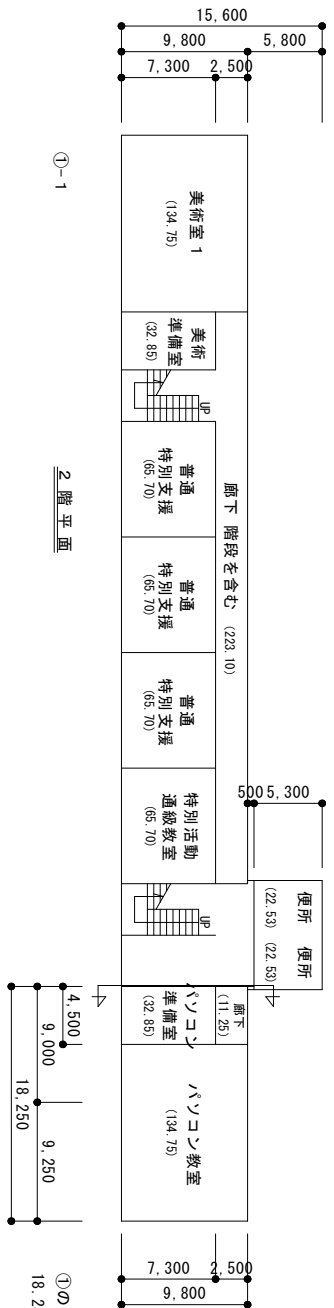 15,600
9,800 5,800
7,300 2,500
①-1
美術室1
(134.75)
美術
準備室
(32.85)
UP
2階平面
普通
特別支援
(65.70)
廊下 階段を含む (223.10)
普通
特別支援
(65.70)
普通
特別支援
(65.70)
特別活動
通級教室
(65.70)
500 5,300
UP
便所 便所
(22.53) (22.53)
パソコン
準備室
(32.85)
廊下
(11.25)
4,500
9,000
18,250
9,250
パソコン教室
(134.75)
7,300 2,500
9,800
①の
18.2